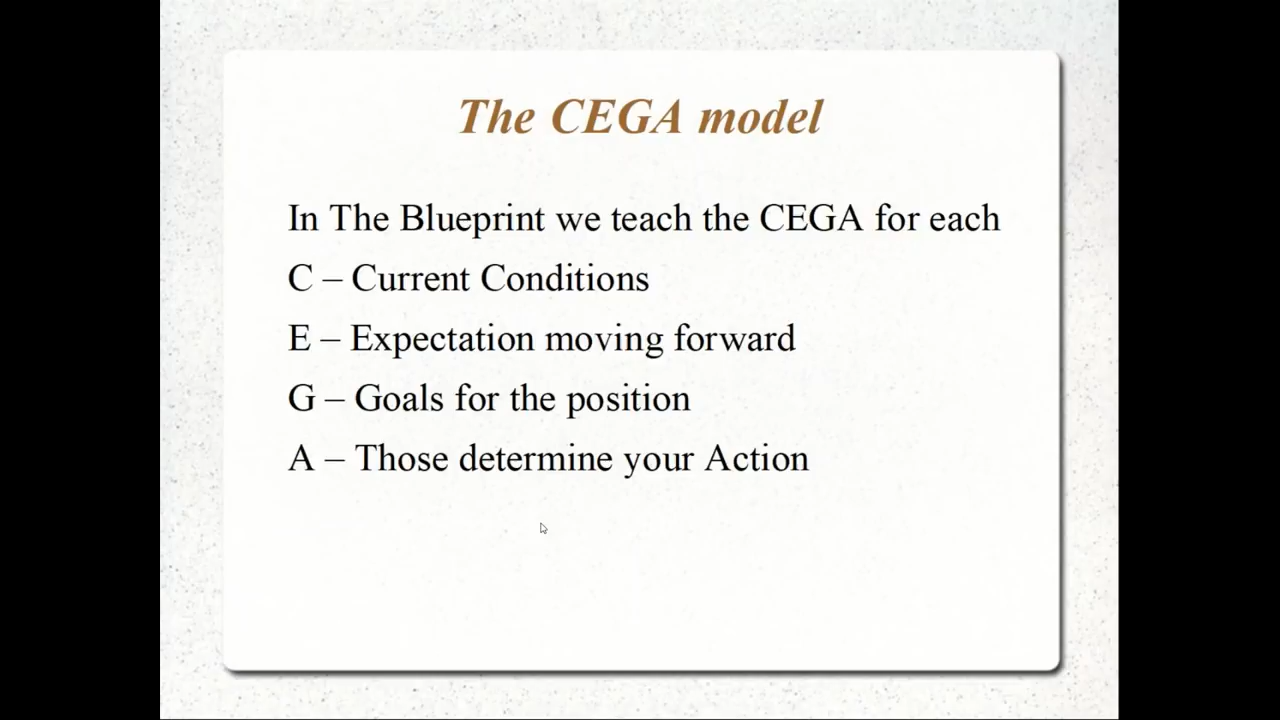 The CEGA model
In The Blueprint we teach the CEGA for each
C – Current Conditions
E – Expectation moving forward
G – Goals for the position
A – Those determine your Action